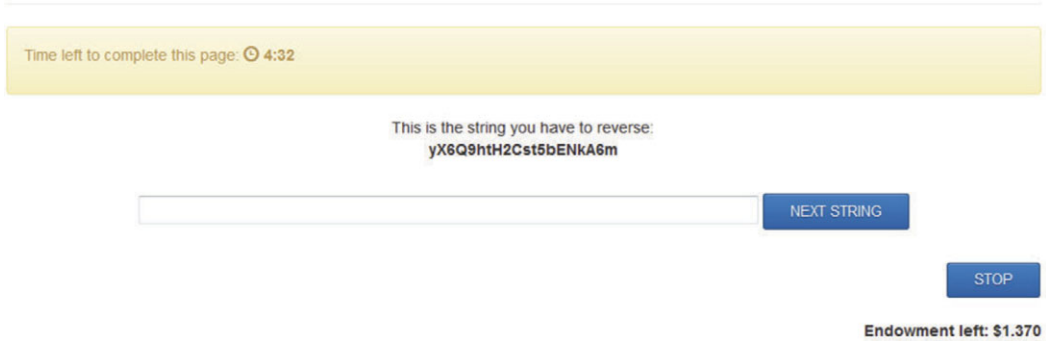 Time left to complete this page: 4:32
This is the string you have to reverse:
yX6Q9htH2Cst5bENkA6m
NEXT STRING
STOP
Endowment left: $1.370